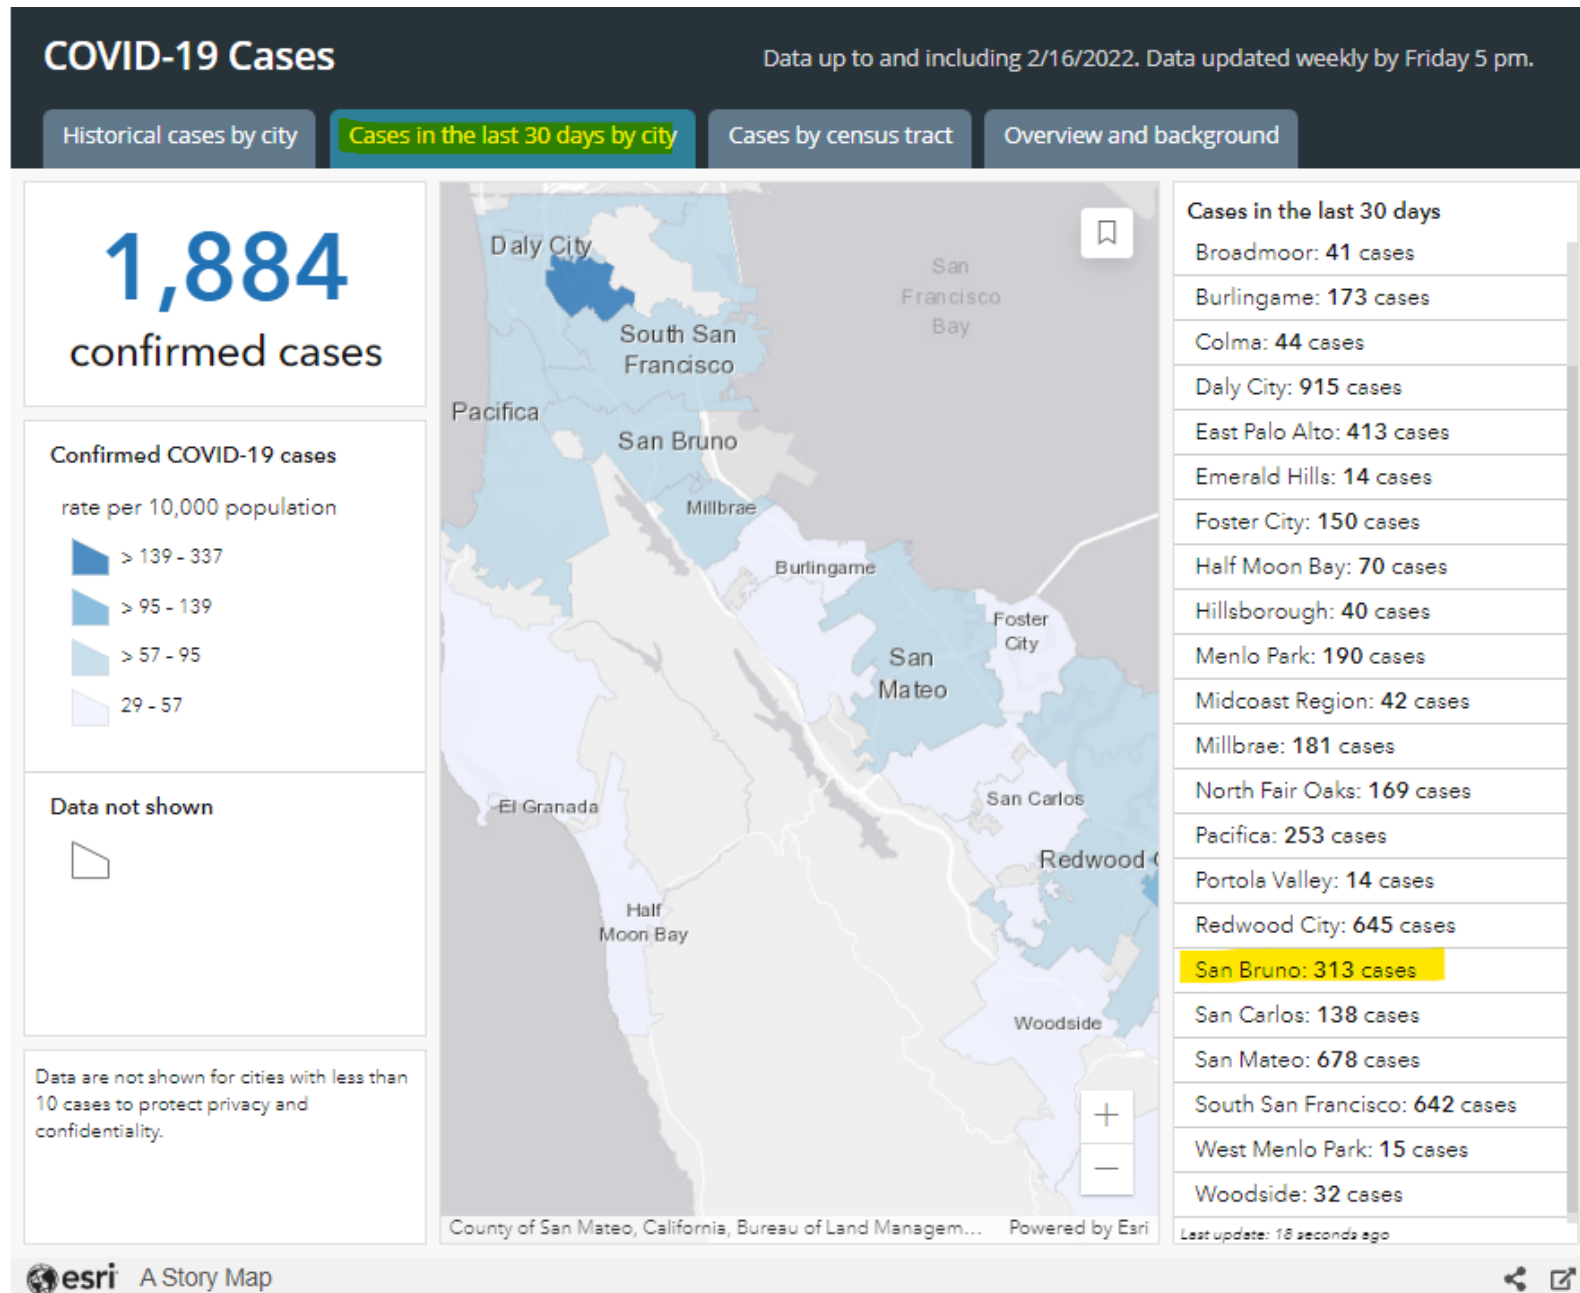 COVID-19 Cases
Data up to and including 2/16/2022. Data updated weekly by Friday 5 pm.
Historical cases by city
Cases in the last 30 days by city
Cases by census tract
Overview and background
1,884
confirmed cases
Confirmed COVID-19 cases
rate per 10,000 population
> 139 - 337
> 95 - 139
> 57 - 95
29 - 57
Data not shown
Data are not shown for cities with less than
10 cases to protect privacy and
confidentiality.
Daly City
San
Francisco
Bay
South San
Francisco
Pacifica
San Bruno
Millbrae
Burlingame
Foster
City
San
Mateo
El Granada
San Carlos
Redwood
Half
Moon Bay
Woodside
+
−
County of San Mateo, California, Bureau of Land Managem...
Powered by Esri
Cases in the last 30 days
Broadmoor: 41 cases
Burlingame: 173 cases
Colma: 44 cases
Daly City: 915 cases
East Palo Alto: 413 cases
Emerald Hills: 14 cases
Foster City: 150 cases
Half Moon Bay: 70 cases
Hillsborough: 40 cases
Menlo Park: 190 cases
Midcoast Region: 42 cases
Millbrae: 181 cases
North Fair Oaks: 169 cases
Pacifica: 253 cases
Portola Valley: 14 cases
Redwood City: 645 cases
San Bruno: 313 cases
San Carlos: 138 cases
San Mateo: 678 cases
South San Francisco: 642 cases
West Menlo Park: 15 cases
Woodside: 32 cases
Last update: 18 seconds ago
esri A Story Map